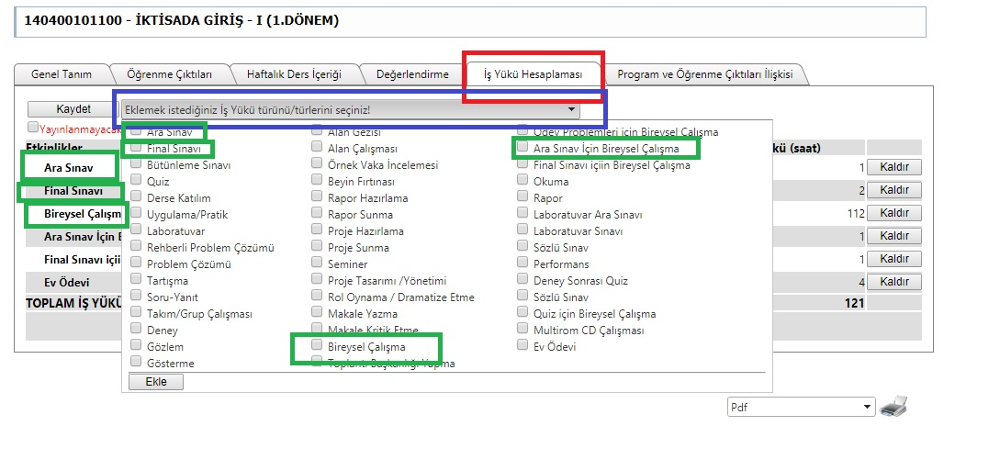 140400101100 - İKTİSADA GİRİŞ - I (1.DÖNEM)
Genel Tanım Öğrenme Çıktıları Haftalık Ders İçeriği Değerlendirme İş Yükü Hesaplaması Program ve Öğrenme Çıktıları İlişkisi
Kaydet Eklemek istediğiniz İş Yükü türünü/türlerini seçiniz!
Yayınlanmayacak
Etkinlikler kü (saat)
Ara Sınav 1 Kaldır
Final Sınavı 2 Kaldır
Bireysel Çalışm 112 Kaldır
Ara Sınav İçin B 1 Kaldır
Final Sınavı içii 1 Kaldır
Ev Ödevi 4 Kaldır
TOPLAM İŞ YÜKÜ 121
Ara Sınav Alan Gezisi Ödev Problemleri için Bireysel Çalışma
Final Sınavı Alan Çalışması Ara Sınav İçin Bireysel Çalışma
Bütünleme Sınavı Örnek Vaka İncelemesi Final Sınavı içiin Bireysel Çalışma
Quiz Beyin Fırtınası Okuma
Derse Katılım Rapor Hazırlama Rapor
Uygulama/Pratik Rapor Sunma Laboratuvar Ara Sınavı
Laboratuvar Proje Hazırlama Laboratuvar Sınavı
Rehberli Problem Çözümü Proje Sunma Sözlü Sınav
Problem Çözümü Seminer Performans
Tartışma Proje Tasarımı /Yönetimi Deney Sonrası Quiz
Soru-Yanıt Rol Oynama / Dramatize Etme Sözlü Sınav
Takım/Grup Çalışması Makale Yazma Quiz için Bireysel Çalışma
Deney Makale Kritik Etme Multirom CD Çalışması
Gözlem Bireysel Çalışma Ev Ödevi
Gösterme Toplantı Başkanlığı Yapma
Ekle
Pdf